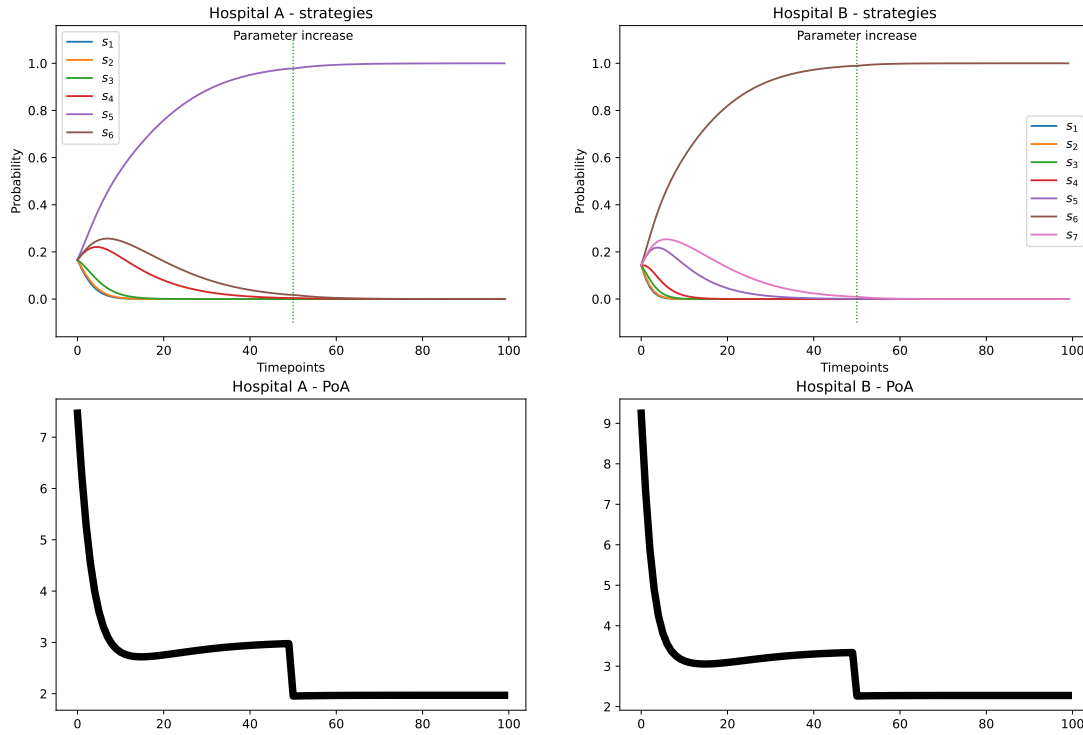 Hospital A - strategies
Parameter increase
s1
s2
s3
s4
s5
s6
1.0
0.8
0.6
0.4
0.2
0.0
Probability
0 20 40 60 80 100
Timepoints
Hospital B - strategies
Parameter increase
1.0
0.8
0.6
0.4
0.2
0.0
Probability
s1
s2
s3
s4
s5
s6
s7
0 20 40 60 80 100
Timepoints
Hospital A - PoA
7
6
5
4
3
2
0 20 40 60 80 100
Hospital B - PoA
9
8
7
6
5
4
3
2
0 20 40 60 80 100